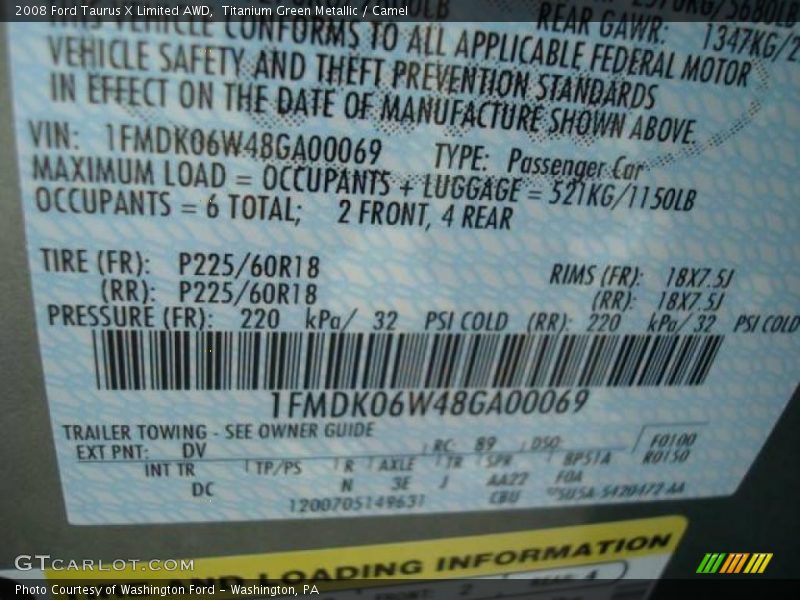 2008 Ford Taurus X Limited AWD, Titanium Green Metallic / Camel
REAR GAWR: 1347KG/
VEHICLE CONFORMS TO ALL APPLICABLE FEDERAL MOTOR
VEHICLE SAFETY AND THEFT PREVENTION STANDARDS
IN EFFECT ON THE DATE OF MANUFACTURE SHOWN ABOVE.
VIN: 1FMDK06W48GA00069 TYPE: Passenger Car
MAXIMUM LOAD = OCCUPANTS + LUGGAGE = 521KG/1150LB
OCCUPANTS = 6 TOTAL; 2 FRONT, 4 REAR
TIRE (FR): P225/60R18 RIMS (FR): 18X7.5J
(RR): P225/60R18 (RR): 18X7.5J
PRESSURE (FR): 220 kPa/ 32 PSI COLD (RR): 220 kPa/ 32 PSI COLD
1FMDK06W48GA00069
TRAILER TOWING - SEE OWNER GUIDE
EXT PNT: DV RC: 89 DSO: F0100
R0150
INT TR TP/PS R AXLE TR SPR BPS1A
DC N 3E J AA22 F0A
1200705149631 CBU
AND LOADING INFORMATION
GTCARLOT.COM
Photo Courtesy of Washington Ford - Washington, PA